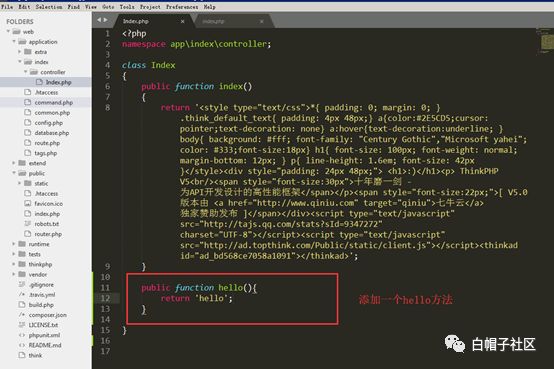 File Edit Selection Find View Goto Tools Project Preferences Help
FOLDERS
web
application
extra
index
controller
Index.php
.htaccess
command.php
common.php
config.php
database.php
route.php
tags.php
extend
public
static
.htaccess
favicon.ico
index.php
robots.txt
router.php
runtime
tests
thinkphp
vendor
.gitignore
.travis.yml
build.php
composer.json
LICENSE.txt
phpunit.xml
README.md
think
Index.php ×
index.php ×
1 <?php
2 namespace app\index\controller;
3
4 class Index
5 {
6 public function index()
7 {
8 return '<style type="text/css">*{ padding: 0; margin: 0; }
.think_default_text{ padding: 4px 48px;} a{color:#2E5CD5;cursor:
pointer;text-decoration: none} a:hover{text-decoration:underline; }
body{ background: #fff; font-family: "Century Gothic","Microsoft yahei";
color: #333;font-size:18px} h1{ font-size: 100px; font-weight: normal;
margin-bottom: 12px; } p{ line-height: 1.6em; font-size: 42px
}</style><div style="padding: 24px 48px;"> <h1>:)</h1><p> ThinkPHP
V5<br/><span style="font-size:30px">十年磨一剑 -
为API开发设计的高性能框架</span></p><span style="font-size:22px;">[ V5.0
版本由 <a href="http://www.qiniu.com" target="qiniu">七牛云</a>
独家赞助发布 ]</span></div><script type="text/javascript"
src="http://tajs.qq.com/stats?sId=9347272"
charset="UTF-8"></script><script type="text/javascript"
src="http://ad.topthink.com/Public/static/client.js"></script><thinkad
id="ad_bd568ce7058a1091"></thinkad>';
9 }
10
11 public function hello(){
12 return 'hello';
13 }
14
15 }
16
17
添加一个hello方法
白帽子社区